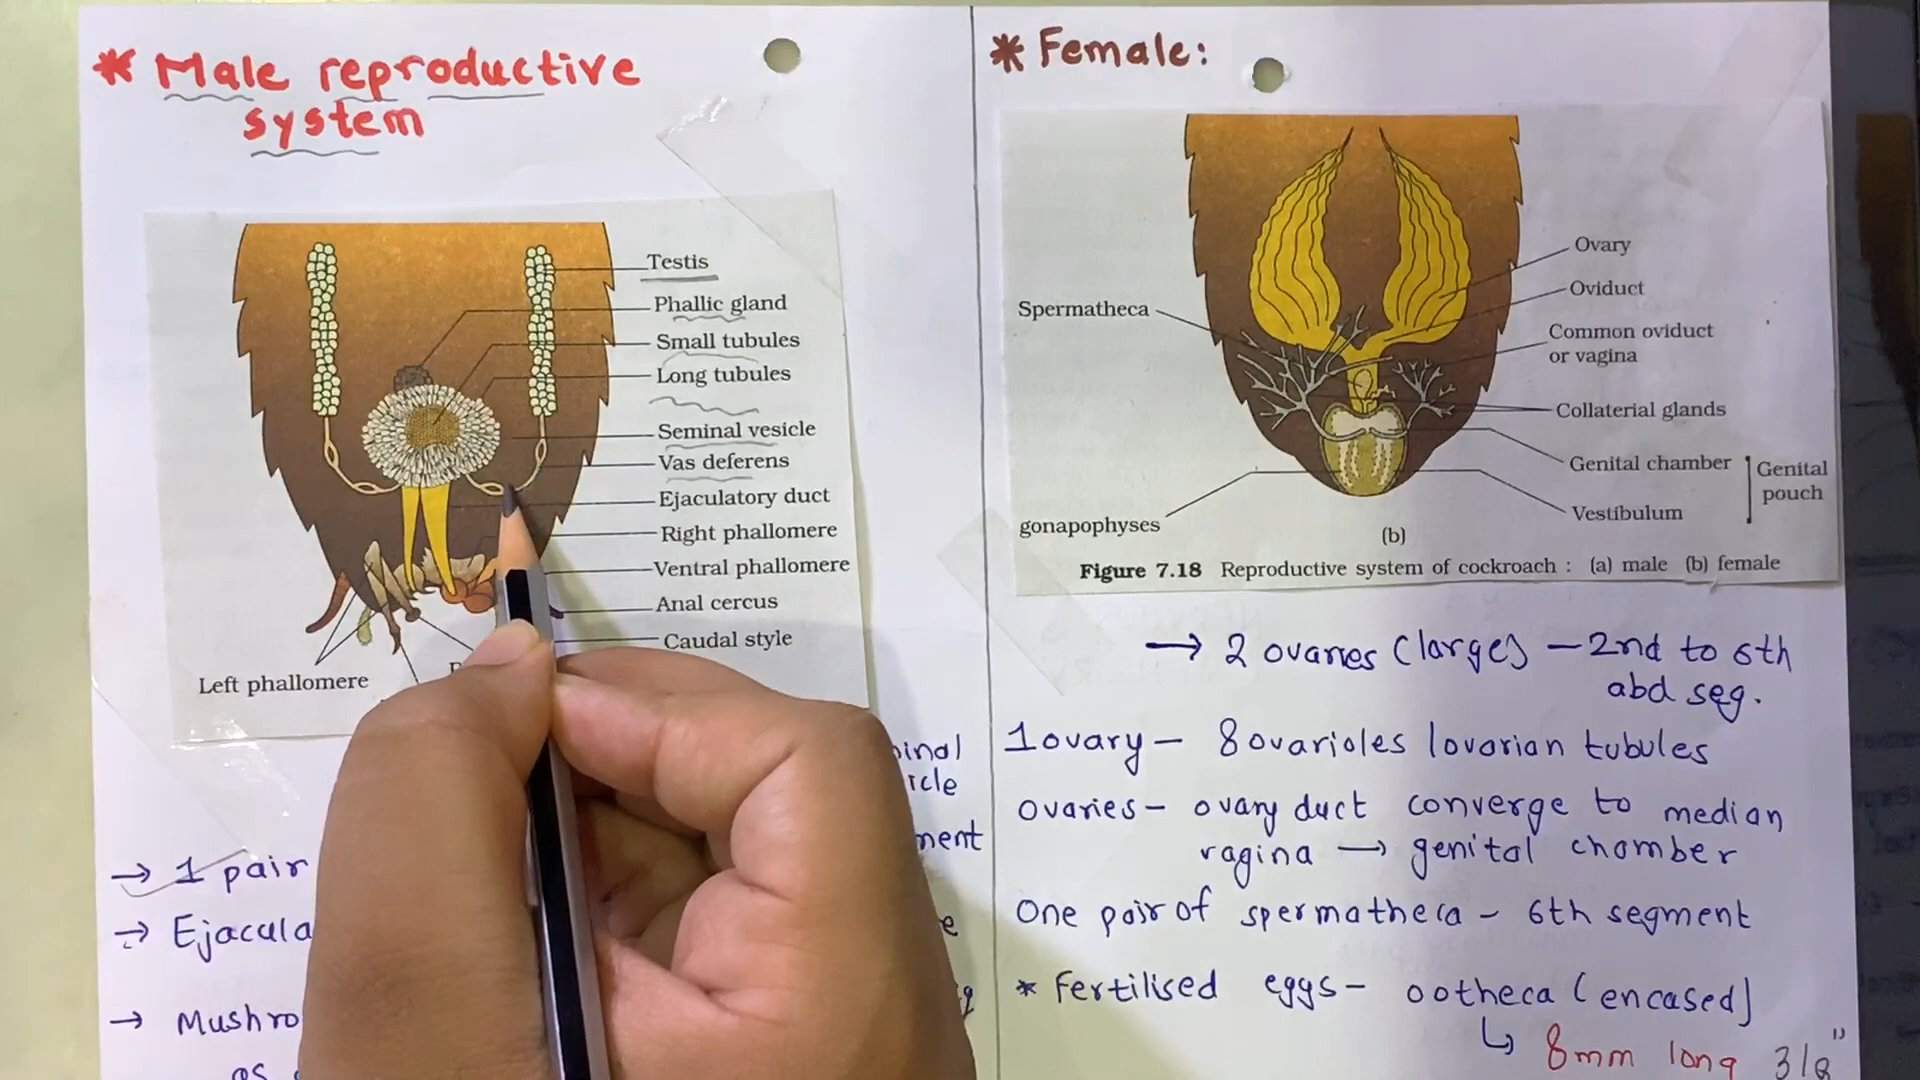 * Male reproductive
system
Testis
Phallic gland
Small tubules
Long tubules
Seminal vesicle
Vas deferens
Ejaculatory duct
Right phallomere
Ventral phallomere
Anal cercus
Caudal style
Left phallomere
→ 1 pair
→ Ejacula
→ Mushro
as
* Female:
Ovary
Oviduct
Spermatheca
Common oviduct
or vagina
Collaterial glands
Genital chamber
Genital
pouch
Vestibulum
gonapophyses
(b)
Figure 7.18 Reproductive system of cockroach : (a) male (b) female
→ 2 ovaries (large) – 2nd to 6th
abd seg.
1 ovary – 8 ovarioles / ovarian tubules
ovaries – ovary duct converge to median
vagina → genital chamber
One pair of spermatheca – 6th segment
* Fertilised eggs – ootheca (encased)
↳ 8mm long 3/8"